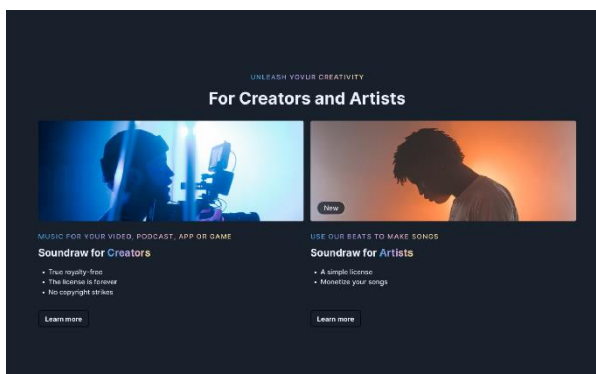 UNLEASH YOVUR CREATIVITY
For Creators and Artists
New
MUSIC FOR YOUR VIDEO, PODCAST, APP OR GAME
Soundraw for Creators
• True royalty-free
• The license is forever
• No copyright strikes
Learn more
USE OUR BEATS TO MAKE SONGS
Soundraw for Artists
• A simple license
• Monetize your songs
Learn more